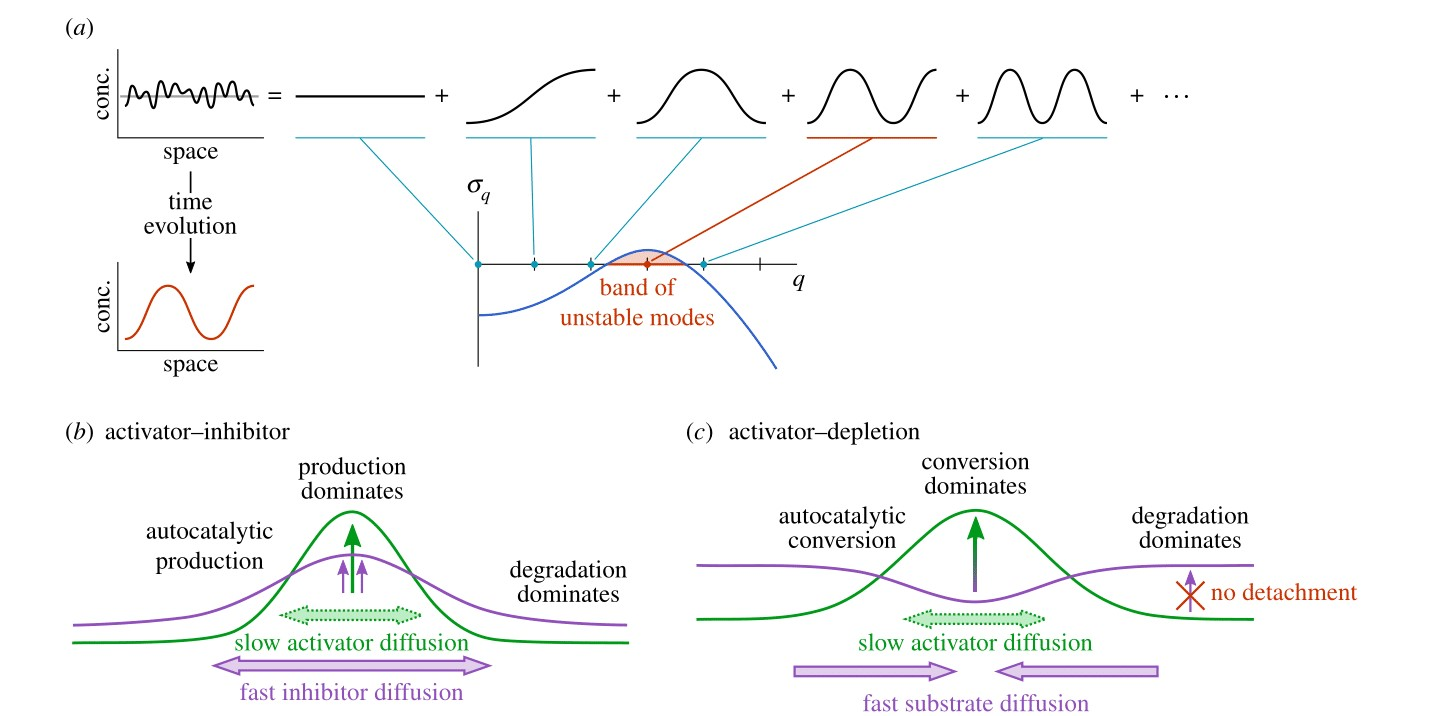 (a)
conc.
= + + + + + ...
space
time
evolution
σq
conc.
q
band of
unstable modes
space
(b) activator–inhibitor
production
dominates
autocatalytic
production
degradation
dominates
slow activator diffusion
fast inhibitor diffusion
(c) activator–depletion
conversion
dominates
autocatalytic
conversion
degradation
dominates
no detachment
slow activator diffusion
fast substrate diffusion